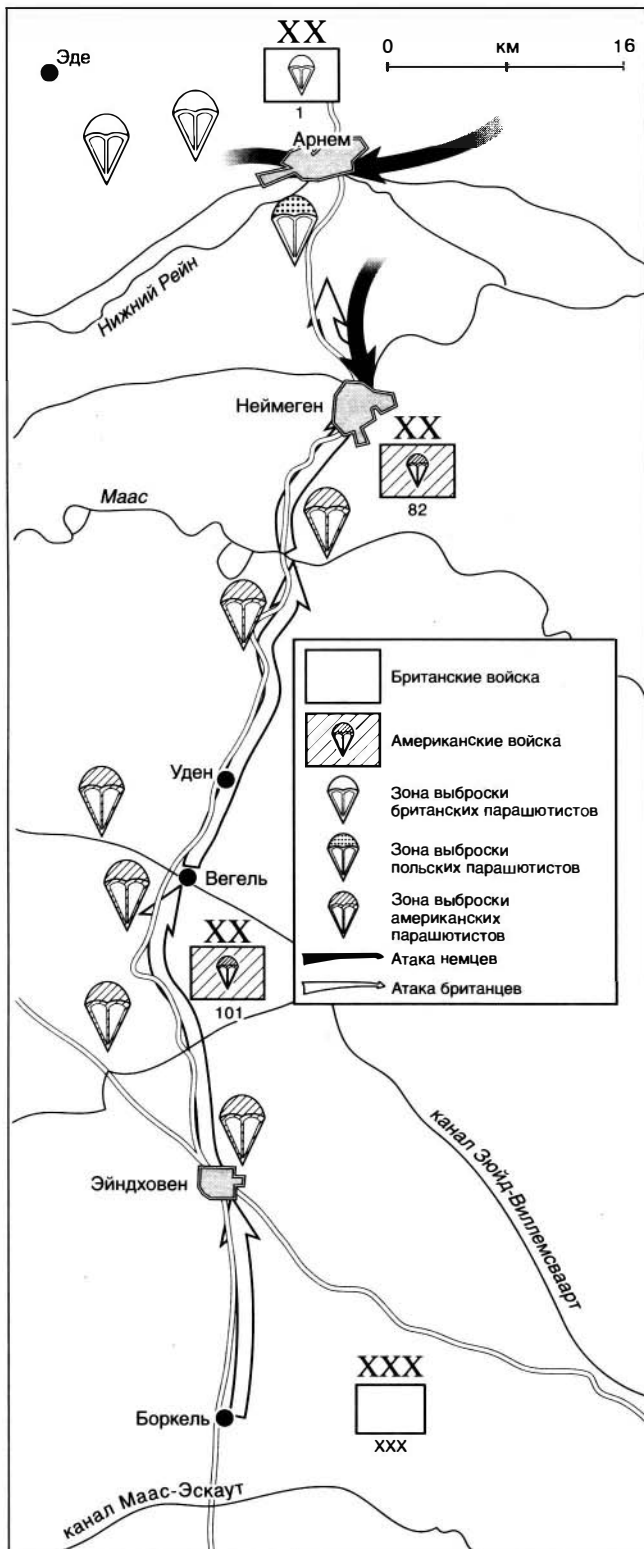 XX
0 км 16
Эде
1
Арнем
Нижний Рейн
Неймеген
XX
82
Маас
Британские войска
Американские войска
Уден
Зона выброски
британских парашютистов
Зона выброски
польских парашютистов
Вегель
Зона выброски
американских
парашютистов
XX
Атака немцев
Атака британцев
101
канал Зюйд-Виллемсваарт
Эйндховен
XXX
Боркель
XXX
канал Маас-Эскаут